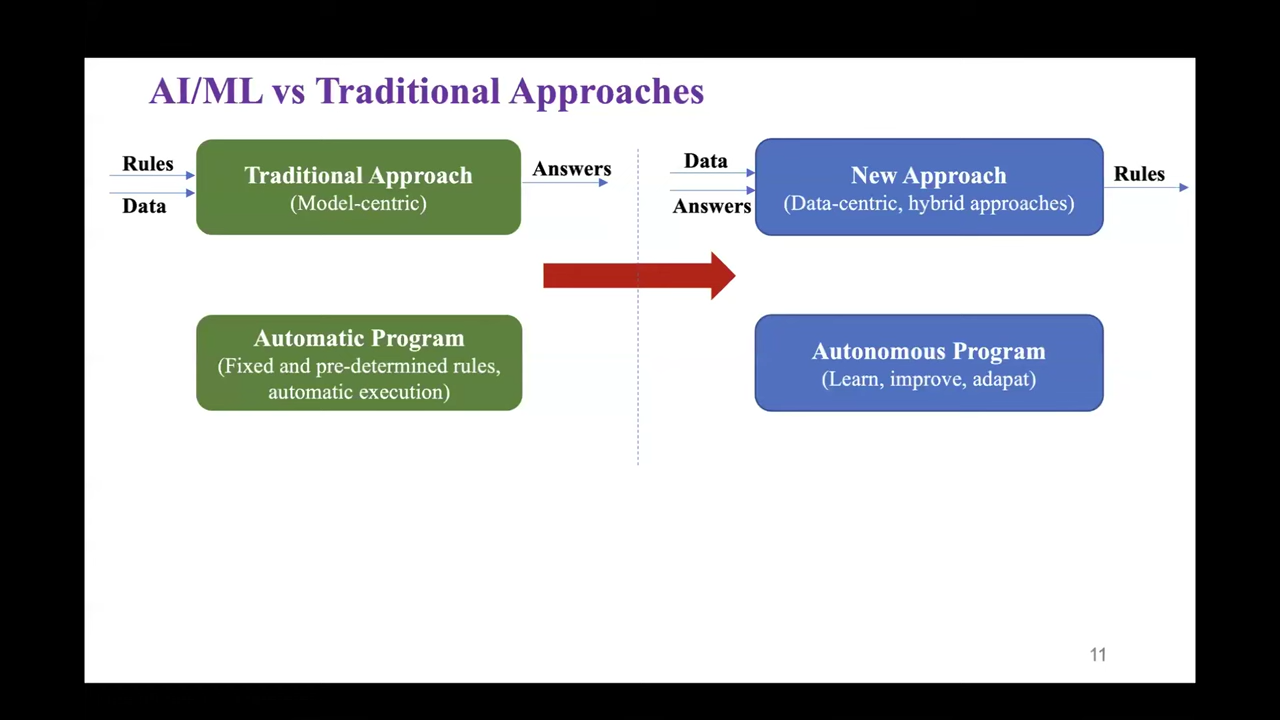 AI/ML vs Traditional Approaches
Rules
Data
Traditional Approach
(Model-centric)
Answers
Data
Answers
New Approach
(Data-centric, hybrid approaches)
Rules
Automatic Program
(Fixed and pre-determined rules,
automatic execution)
Autonomous Program
(Learn, improve, adapat)
11